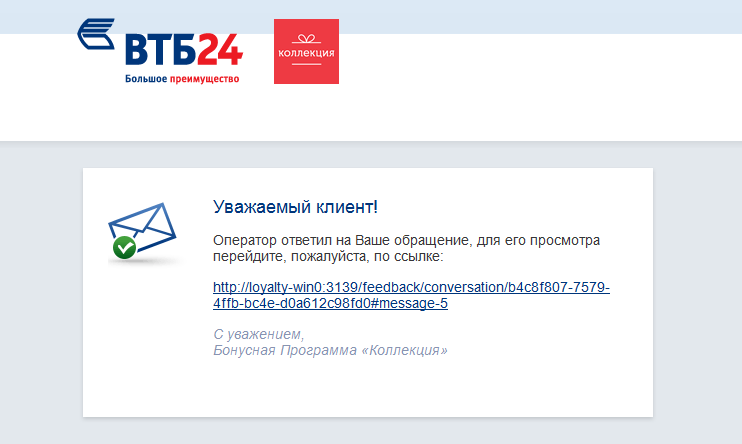 ВТБ24
Большое преимущество
КОЛЛЕКЦИЯ
Уважаемый клиент!
Оператор ответил на Ваше обращение, для его просмотра
перейдите, пожалуйста, по ссылке:
http://loyalty-win0:3139/feedback/conversation/b4c8f807-7579-
4ffb-bc4e-d0a612c98fd0#message-5
С уважением,
Бонусная Программа «Коллекция»